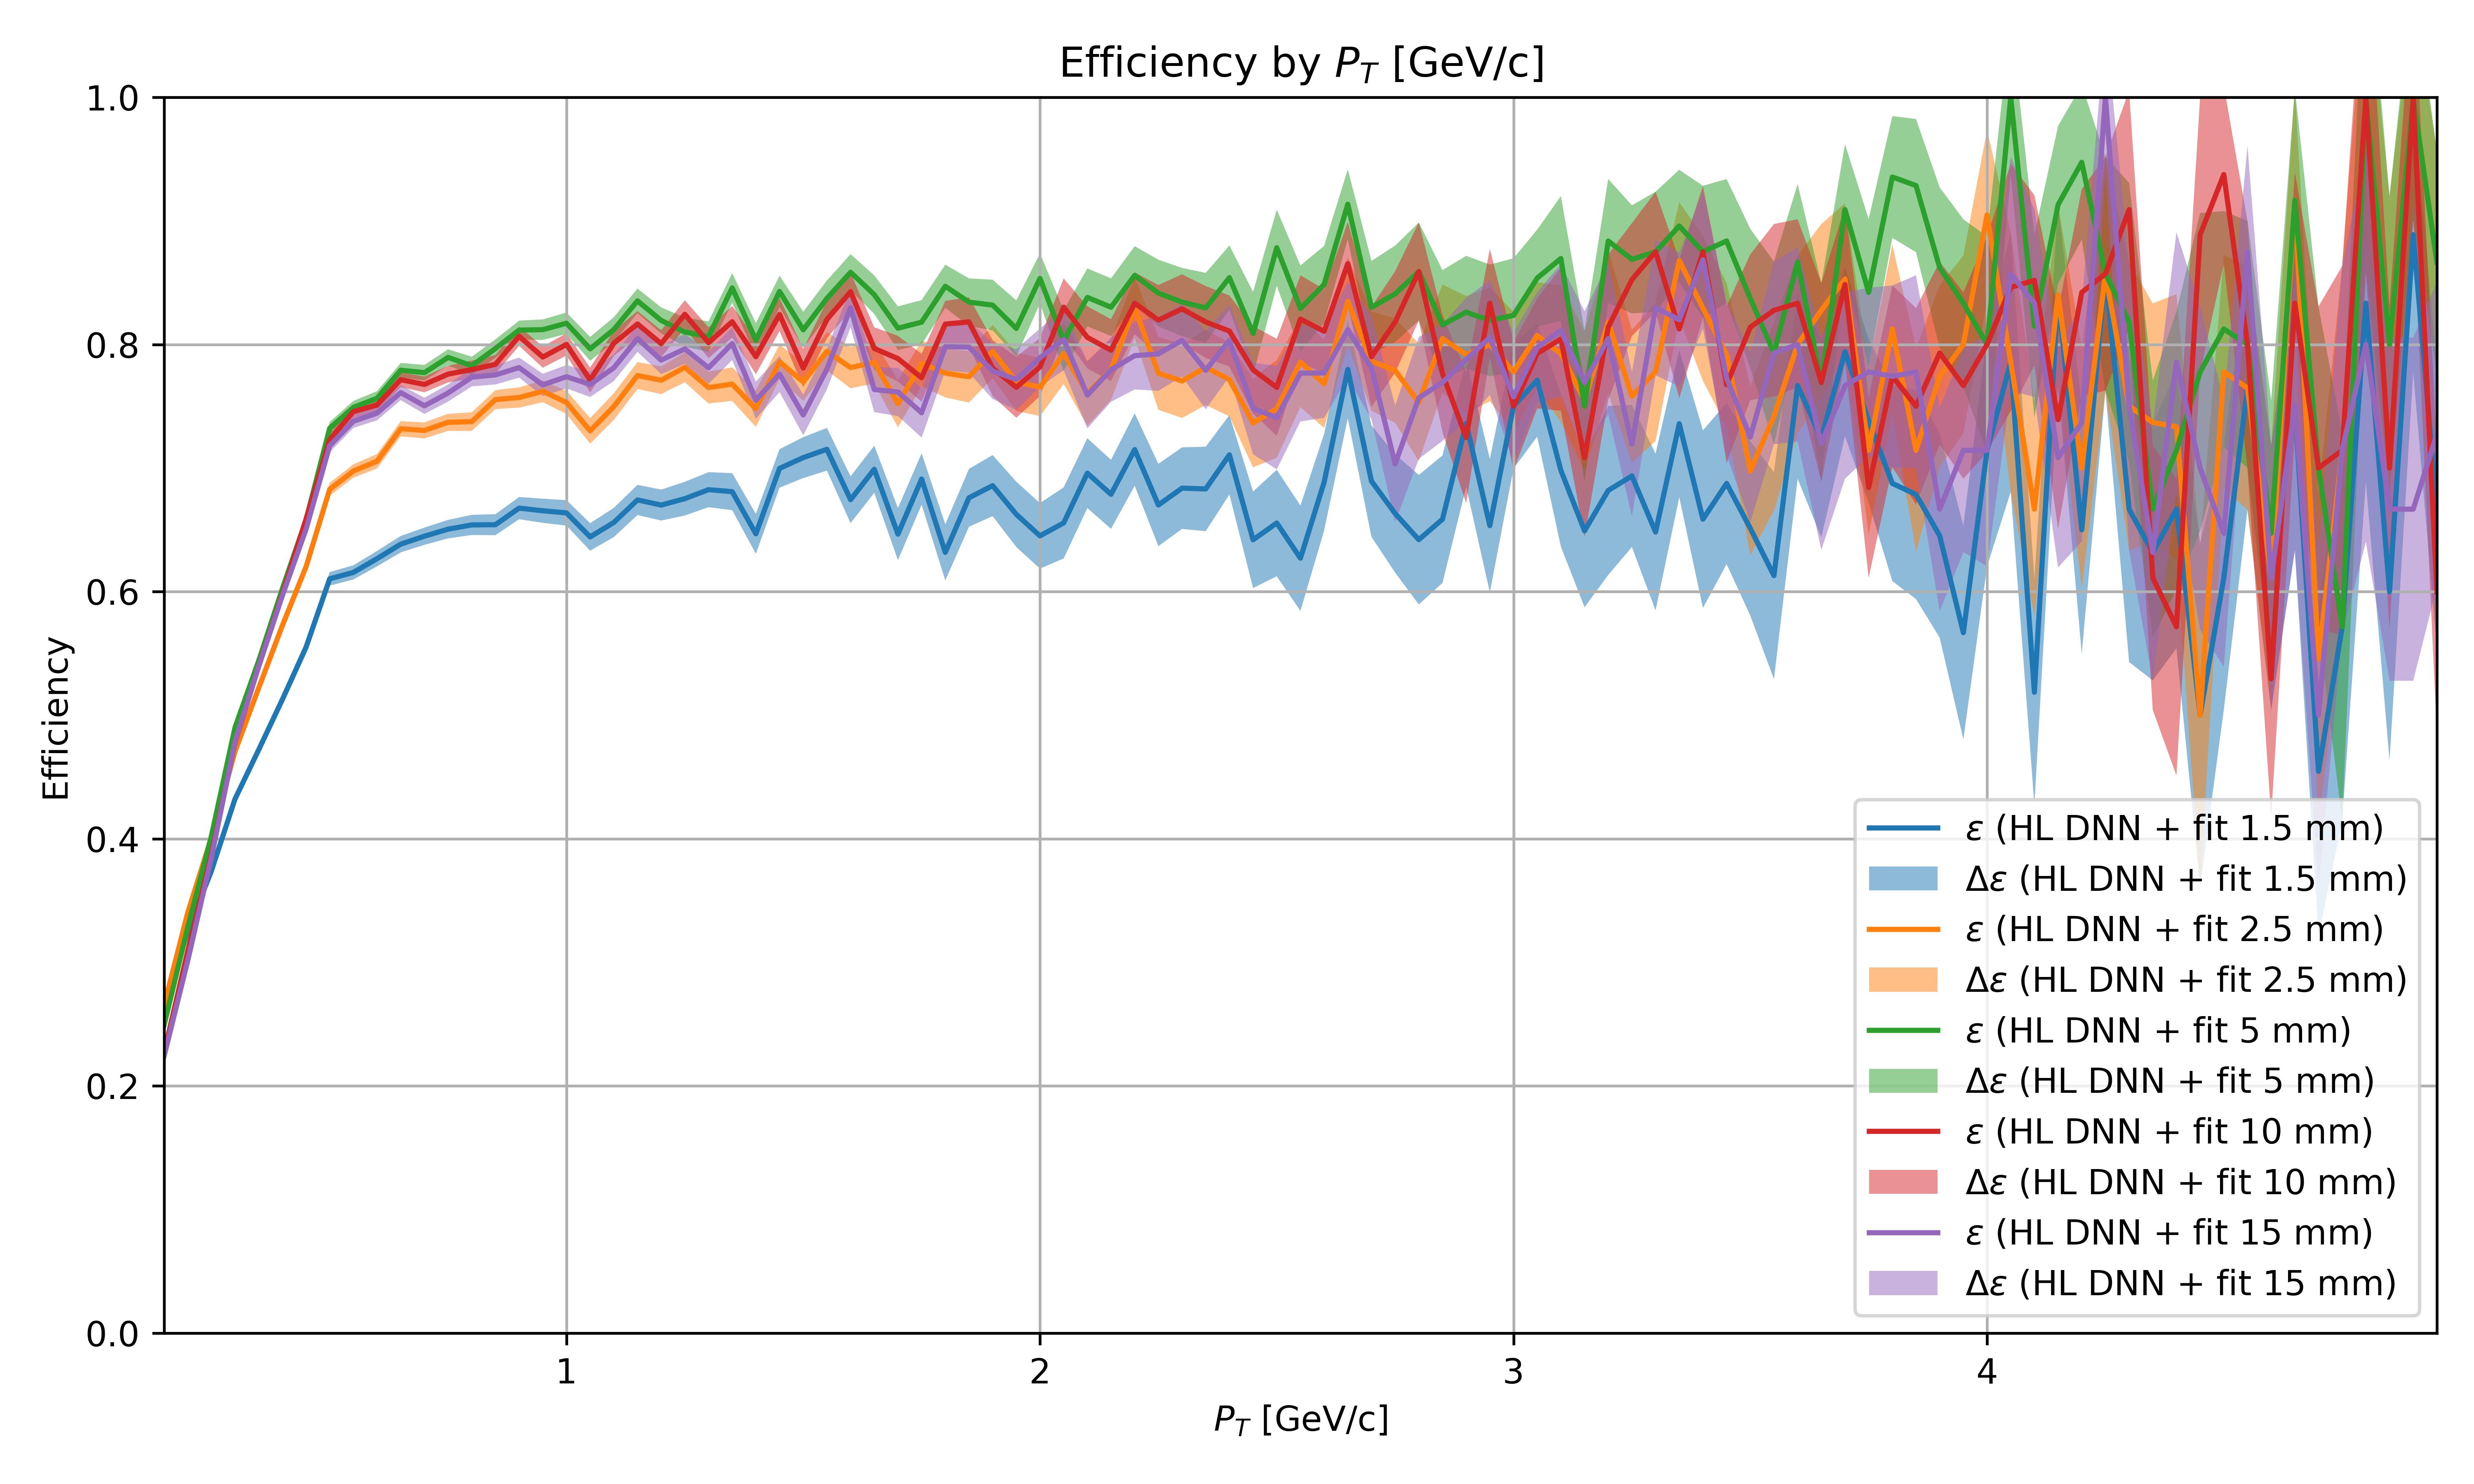 Efficiency by P_T [GeV/c]
1.0
0.8
0.6
0.4
0.2
0.0
Efficiency
1 2 3 4
P_T [GeV/c]
ε (HL DNN + fit 1.5 mm)
Δε (HL DNN + fit 1.5 mm)
ε (HL DNN + fit 2.5 mm)
Δε (HL DNN + fit 2.5 mm)
ε (HL DNN + fit 5 mm)
Δε (HL DNN + fit 5 mm)
ε (HL DNN + fit 10 mm)
Δε (HL DNN + fit 10 mm)
ε (HL DNN + fit 15 mm)
Δε (HL DNN + fit 15 mm)